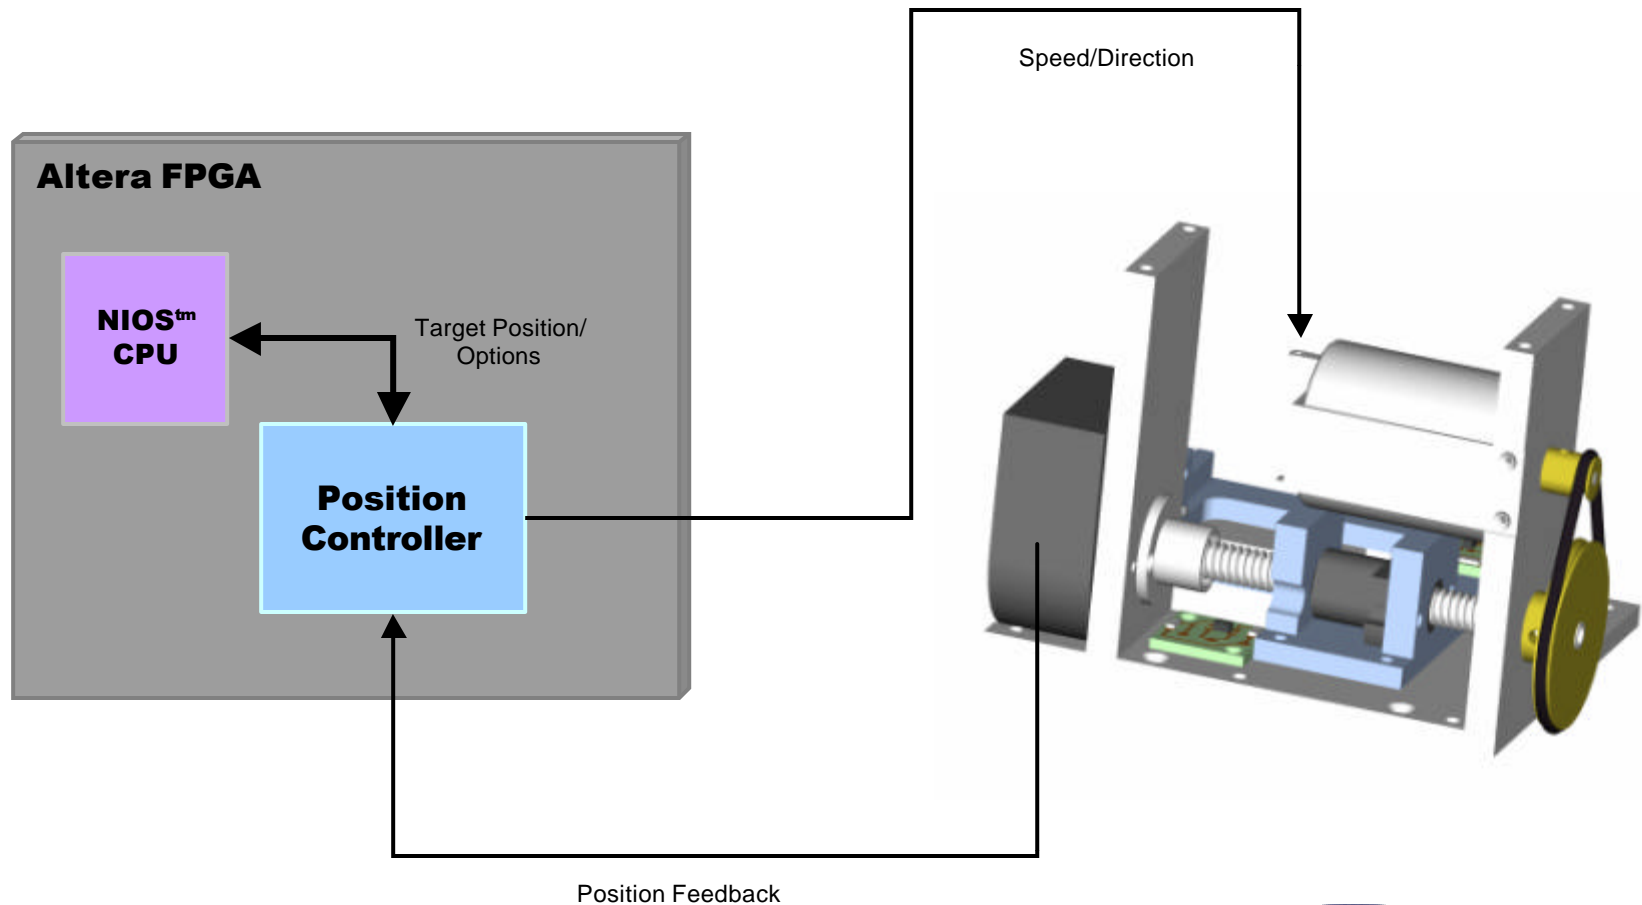 Speed/Direction
Altera FPGA
NIOS™
CPU
Target Position/
Options
Position
Controller
Position Feedback